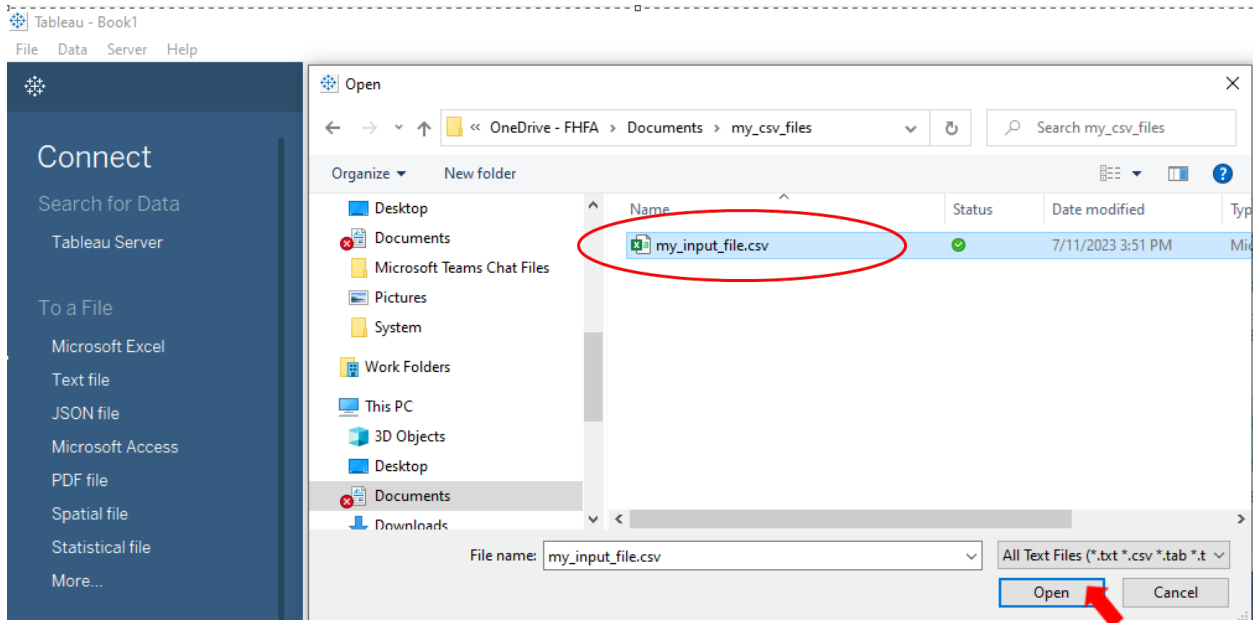 Tableau - Book1
File Data Server Help
Connect
Search for Data
Tableau Server
To a File
Microsoft Excel
Text file
JSON file
Microsoft Access
PDF file
Spatial file
Statistical file
More...
Open
« OneDrive - FHFA > Documents > my_csv_files
Search my_csv_files
Organize New folder
Desktop
Documents
Microsoft Teams Chat Files
Pictures
System
Work Folders
This PC
3D Objects
Desktop
Documents
Downloads
Name Status Date modified Typ
my_input_file.csv 7/11/2023 3:51 PM Mic
File name: my_input_file.csv All Text Files (*.txt *.csv *.tab *.t
Open Cancel